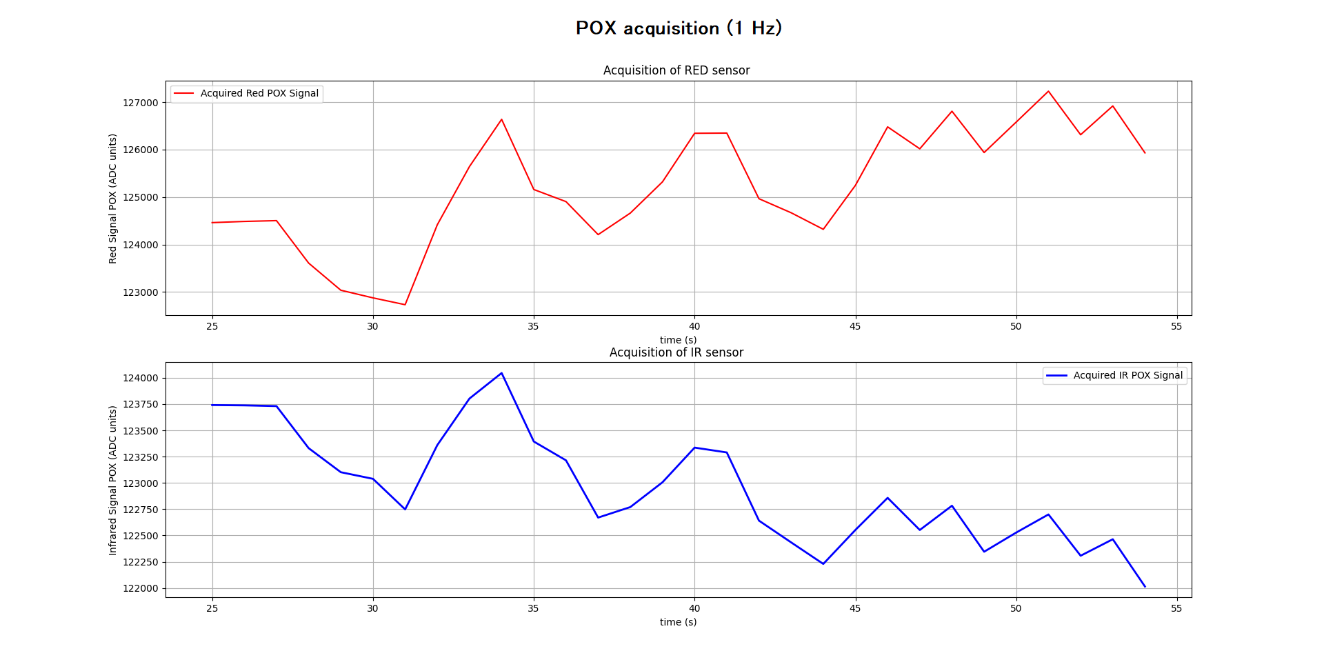 POX acquisition (1 Hz)
Acquisition of RED sensor
Acquired Red POX Signal
Red Signal POX (ADC units)
127000
126000
125000
124000
123000
25 30 35 40 45 50 55
time (s)
Acquisition of IR sensor
Acquired IR POX Signal
Infrared Signal POX (ADC units)
124000
123750
123500
123250
123000
122750
122500
122250
122000
25 30 35 40 45 50 55
time (s)